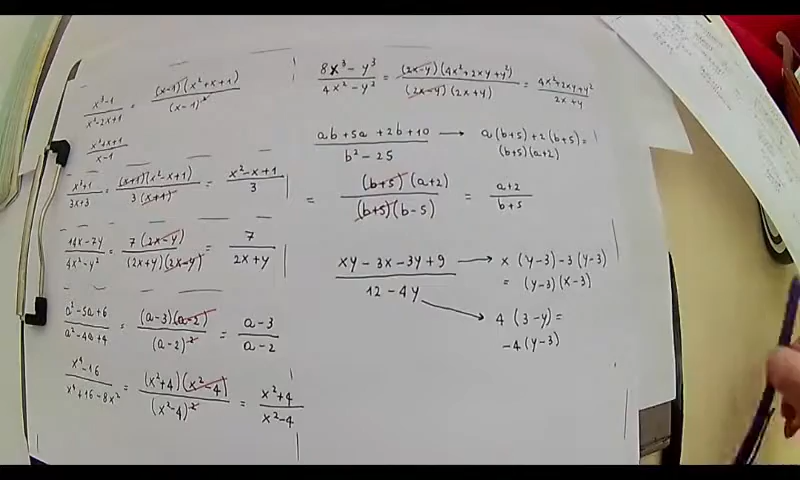 x³-1 / x²-2x+1 = (x-1)(x²+x+1) / (x-1)²
x²+x+1 / x-1
x³+1 / 3x+3 = (x+1)(x²-x+1) / 3(x+1) = x²-x+1 / 3
14x-7y / 4x²-y² = 7(2x-y) / (2x+y)(2x-y) = 7 / 2x+y
a²-5a+6 / a²-4a+4 = (a-3)(a-2) / (a-2)² = a-3 / a-2
x⁴-16 / x⁴+16-8x² = (x²+4)(x²-4) / (x²-4)² = x²+4 / x²-4
8x³-y³ / 4x²-y³ = (2x-y)(4x²+2xy+y²) / (2x-y)(2x+y) = 4x²+2xy+y² / 2x+y
ab+5a+2b+10 / b²-25 → a(b+5)+2(b+5)=
(b+5)(a+2)
= (b+5)(a+2) / (b+5)(b-5) = a+2 / b+5
xy-3x-3y+9 / 12-4y → x(y-3)-3(y-3)
= (y-3)(x-3)
→ 4(3-y)=
-4(y-3)